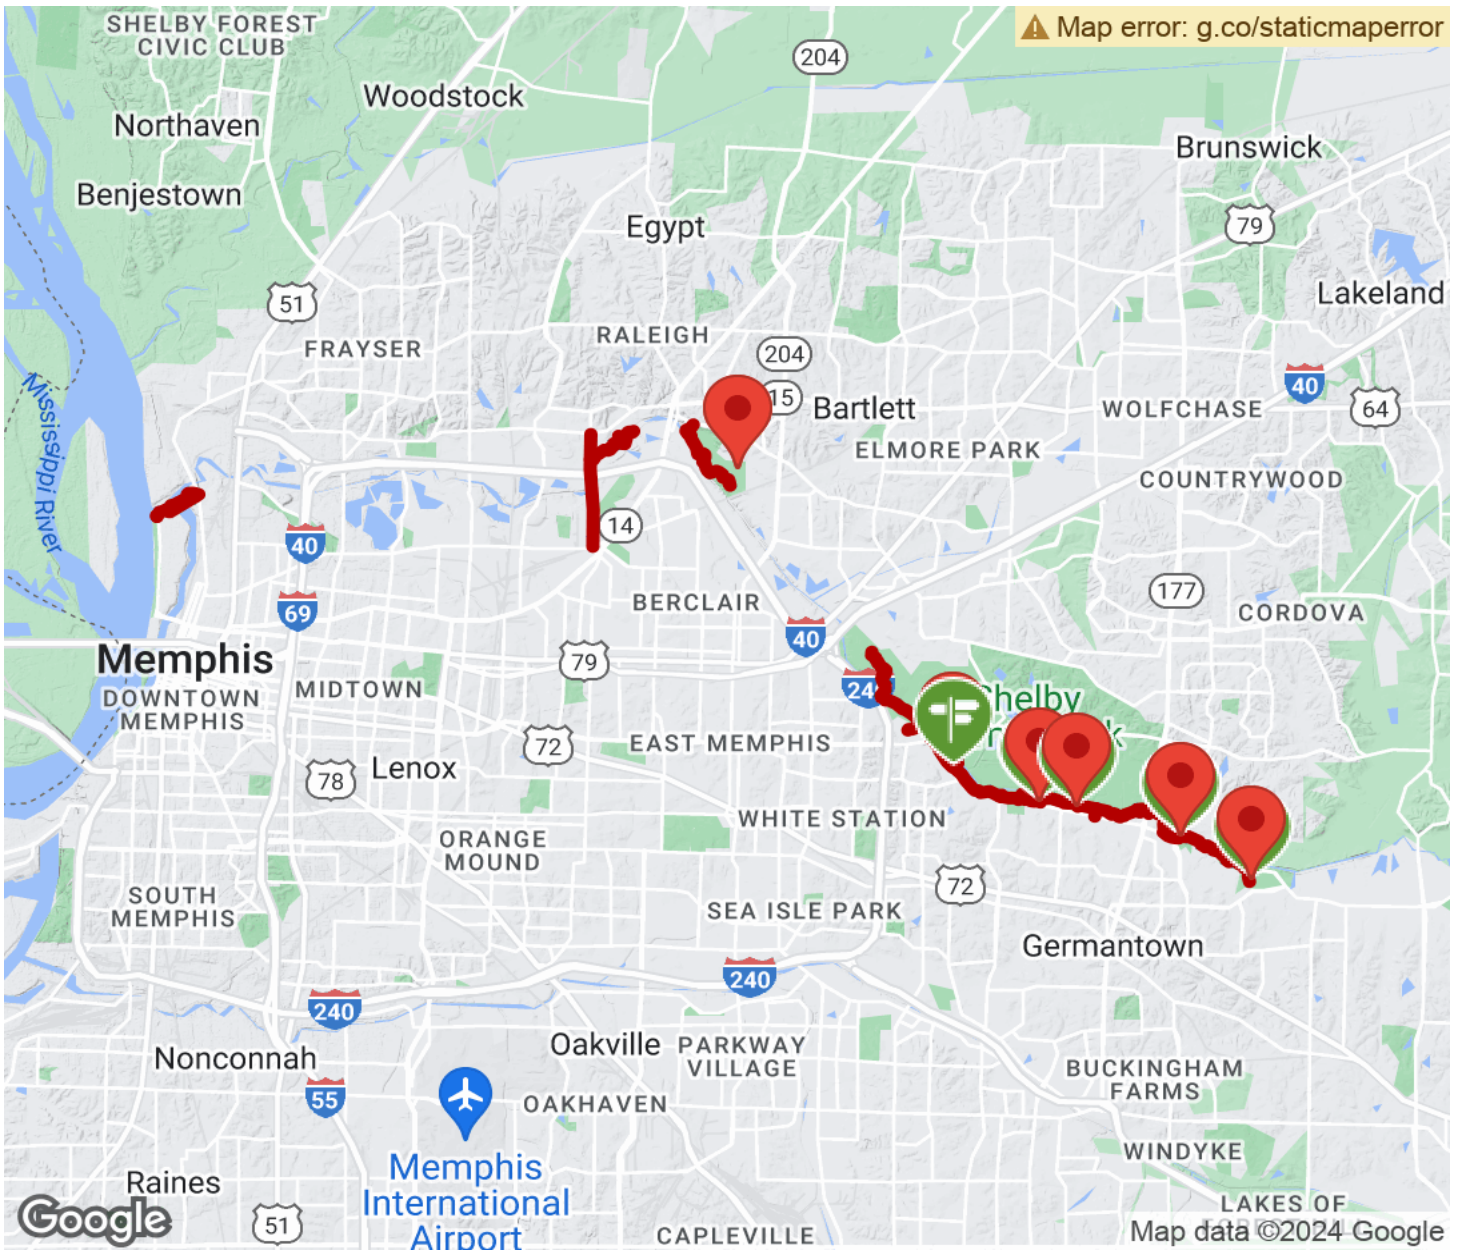 SHELBY FOREST
CIVIC CLUB
Map error: g.co/staticmaperror
204
Woodstock
Northaven
Brunswick
Benjestown
Egypt
79
51
Lakeland
RALEIGH
FRAYSER
204
Mississippi River
40
15
Bartlett
WOLFCHASE
64
ELMORE PARK
COUNTRYWOOD
14
40
177
BERCLAIR
69
CORDOVA
40
Memphis
79
DOWNTOWN
MEMPHIS
MIDTOWN
24
Shelby
72
EAST MEMPHIS
78
Lenox
WHITE STATION
ORANGE
MOUND
72
SOUTH
MEMPHIS
SEA ISLE PARK
Germantown
240
240
Oakville
PARKWAY
VILLAGE
Nonconnah
BUCKINGHAM
FARMS
55
OAKHAVEN
WINDYKE
Memphis
International
Airport
Raines
LAKES OF
Google
51
CAPLEVILLE
Map data ©2024 Google